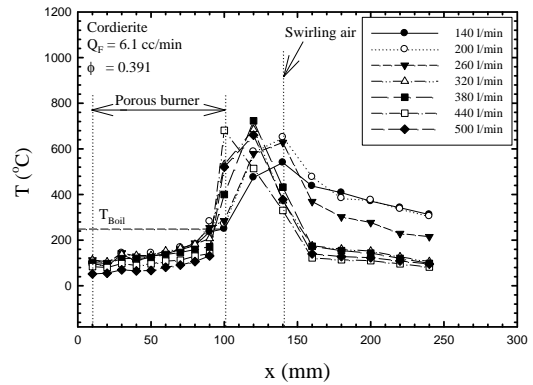 Cordierite
Q_F = 6.1 cc/min
ϕ = 0.391
Swirling air
Porous burner
T_Boil
140 l/min
200 l/min
260 l/min
320 l/min
380 l/min
440 l/min
500 l/min
T (°C)
1200
1000
800
600
400
200
0
0 50 100 150 200 250 300
x (mm)